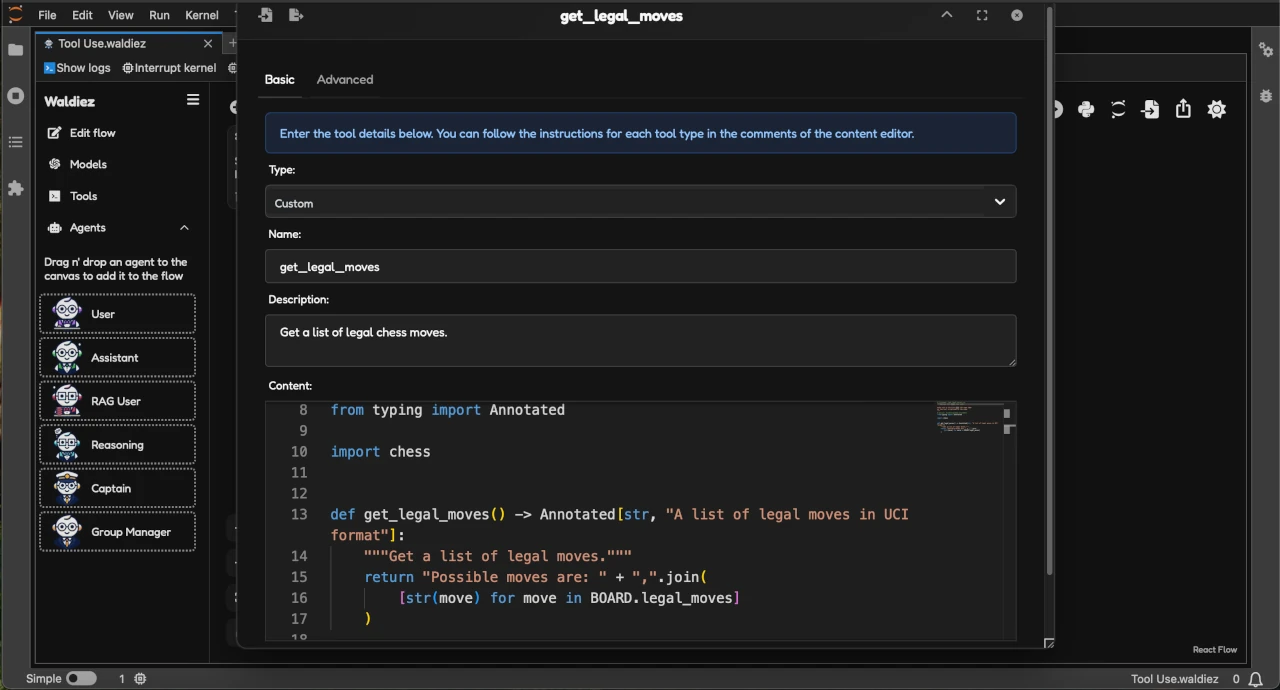 File Edit View Run Kernel
Tool Use.waldiez
Show logs Interrupt kernel
Waldiez
Edit flow
Models
Tools
Agents
Drag n' drop an agent to the
canvas to add it to the flow
User
Assistant
RAG User
Reasoning
Captain
Group Manager
get_legal_moves
Basic Advanced
Enter the tool details below. You can follow the instructions for each tool type in the comments of the content editor.
Type:
Custom
Name:
get_legal_moves
Description:
Get a list of legal chess moves.
Content:
8 from typing import Annotated
9
10 import chess
11
12
13 def get_legal_moves() -> Annotated[str, "A list of legal moves in UCI
format"]:
14 """Get a list of legal moves."""
15 return "Possible moves are: " + ",".join(
16 [str(move) for move in BOARD.legal_moves]
17 )
18
React Flow
Simple 1
Tool Use.waldiez 0